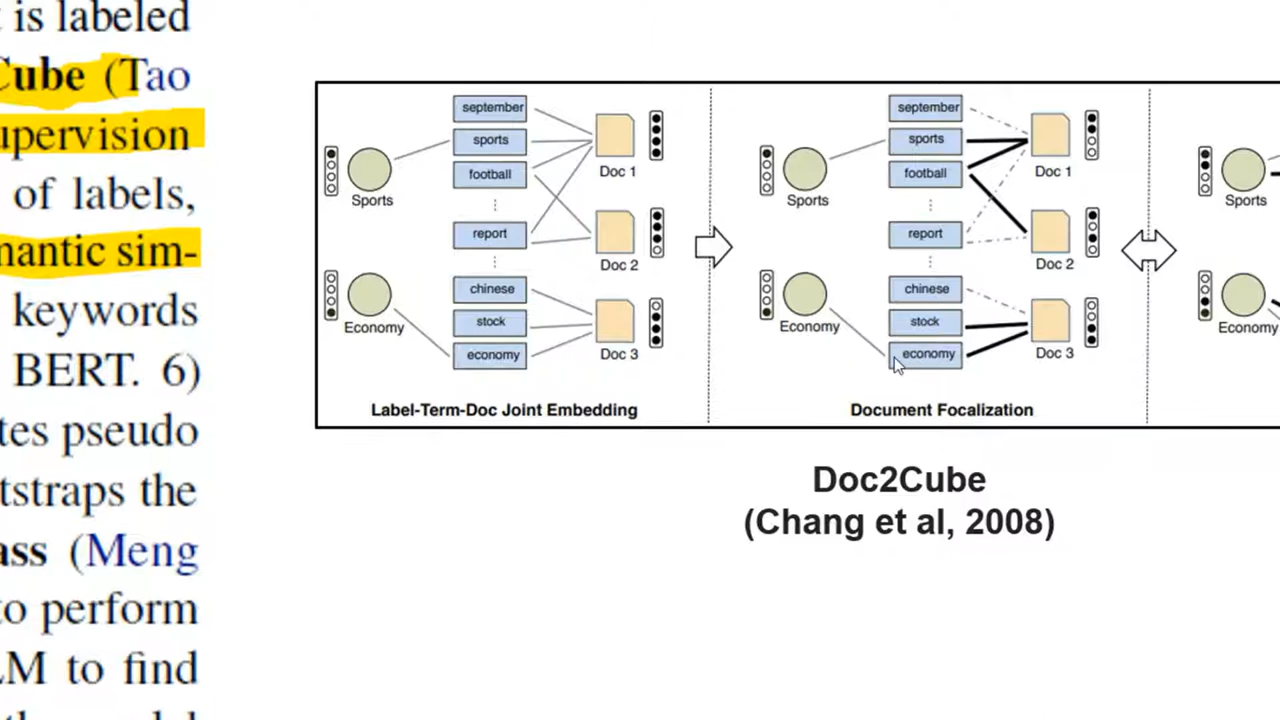 t is labeled
Cube (Tao
upervision
of labels,
mantic sim-
keywords
BERT. 6)
tes pseudo
tstraps the
ass (Meng
to perform
LM to find
september
sports
football
report
chinese
stock
economy
Sports
Economy
Doc 1
Doc 2
Doc 3
Label-Term-Doc Joint Embedding
september
sports
football
report
chinese
stock
economy
Sports
Economy
Doc 1
Doc 2
Doc 3
Document Focalization
Sports
Economy
Doc2Cube
(Chang et al, 2008)